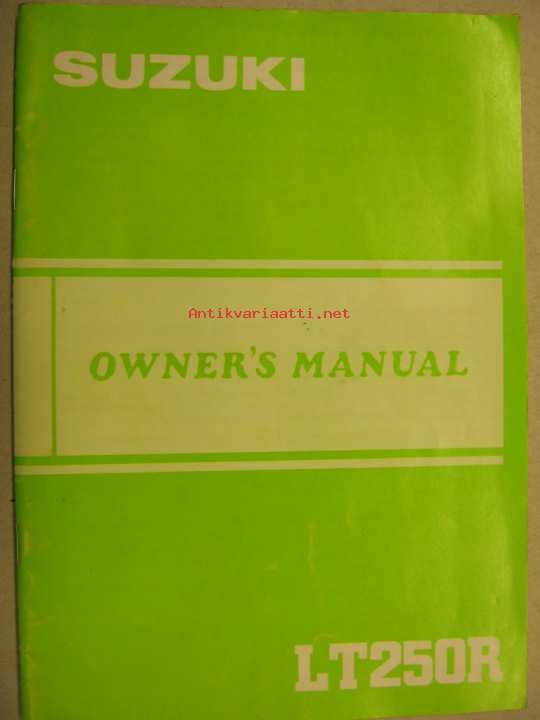 SUZUKI
Antikvariaatti.net
OWNER'S MANUAL
LT250R